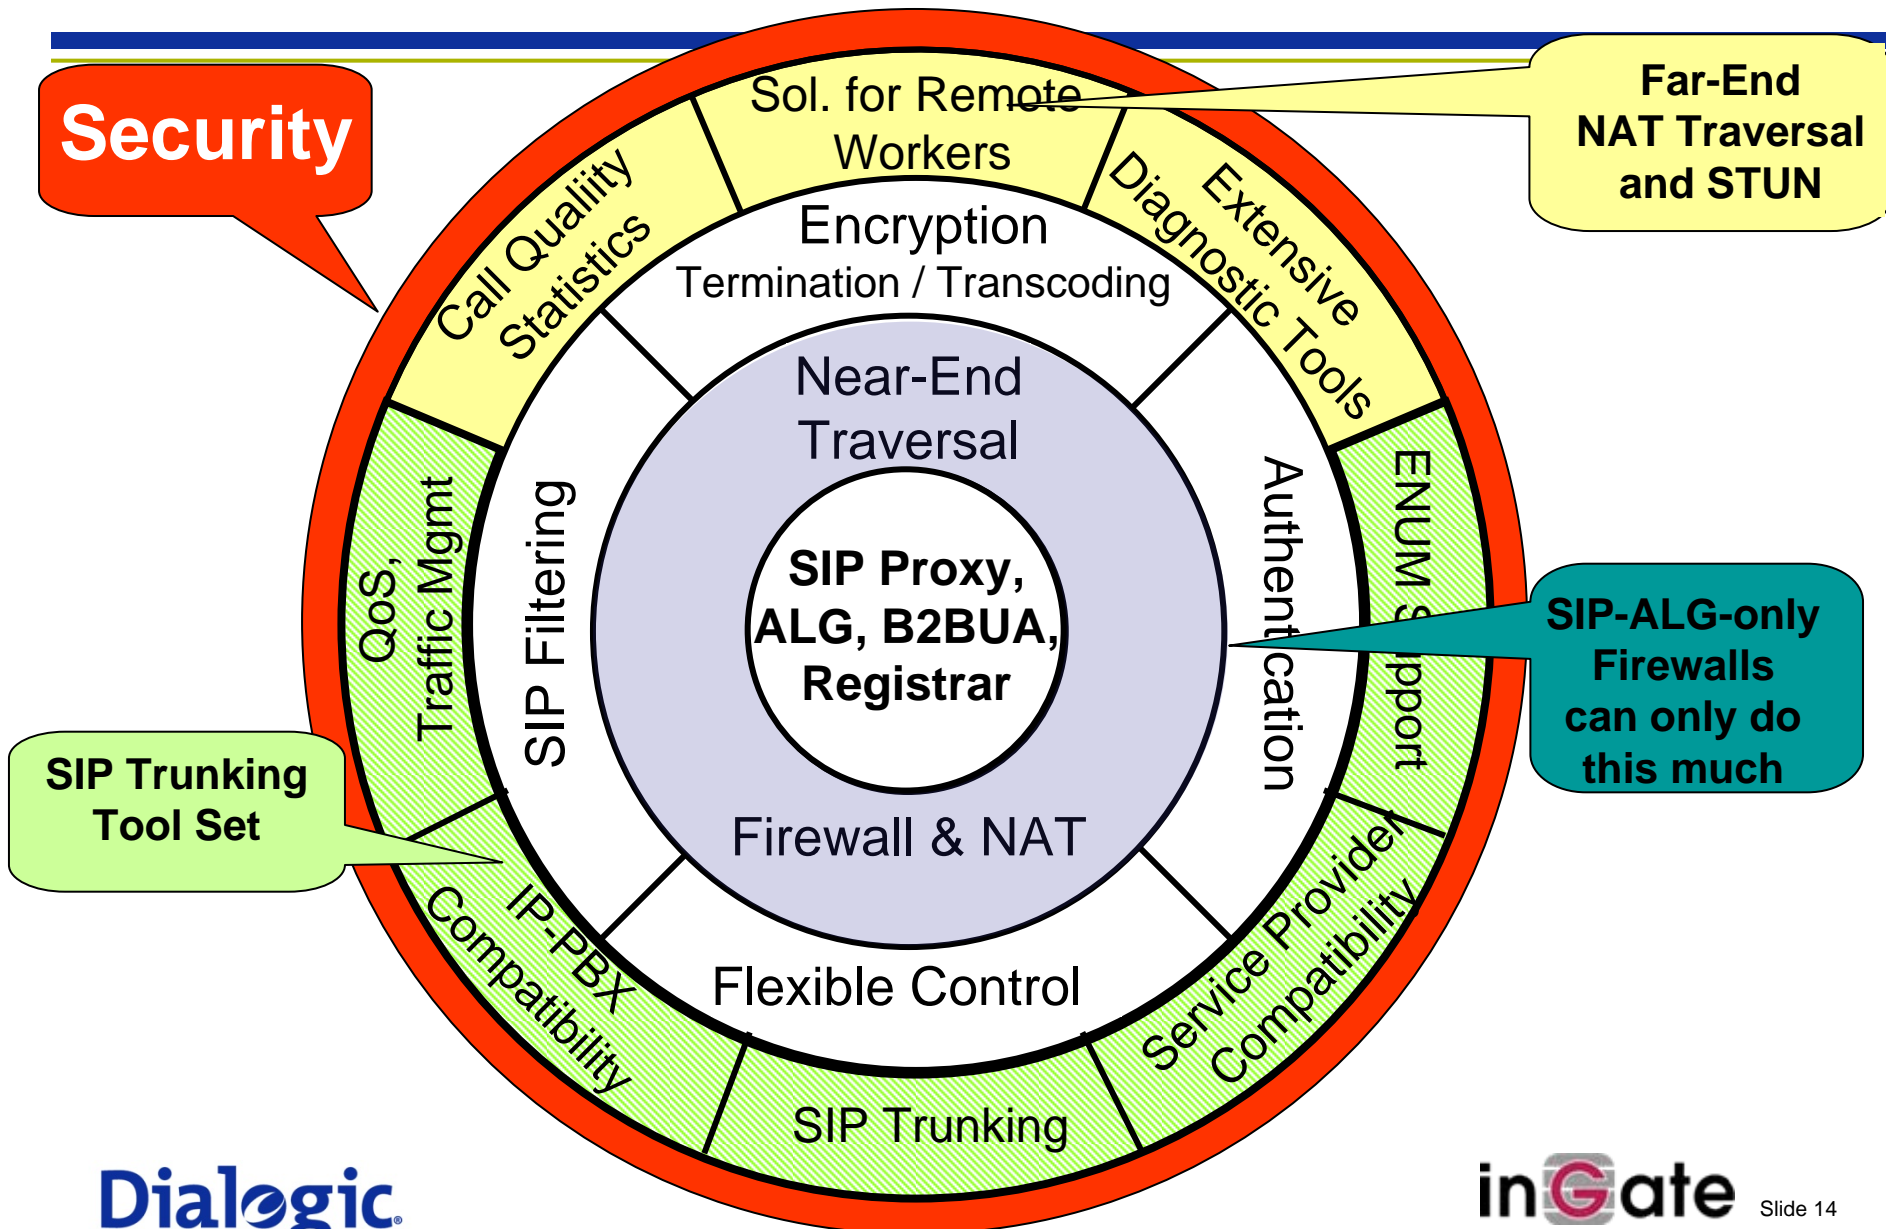 Security
Sol. for Remote
Workers
Far-End
NAT Traversal
and STUN
Call Qualiity
Statistics
Extensive
Diagnostic Tools
Encryption
Termination / Transcoding
Near-End
Traversal
QoS,
Traffic Mgmt
SIP Filtering
SIP Proxy,
ALG, B2BUA,
Registrar
Authentication
ENUM Support
SIP-ALG-only
Firewalls
can only do
this much
SIP Trunking
Tool Set
Firewall & NAT
IP-PBX
Compatibility
Flexible Control
Service Provider
Compatibility
SIP Trunking
Dialogic.
inGate
Slide 14